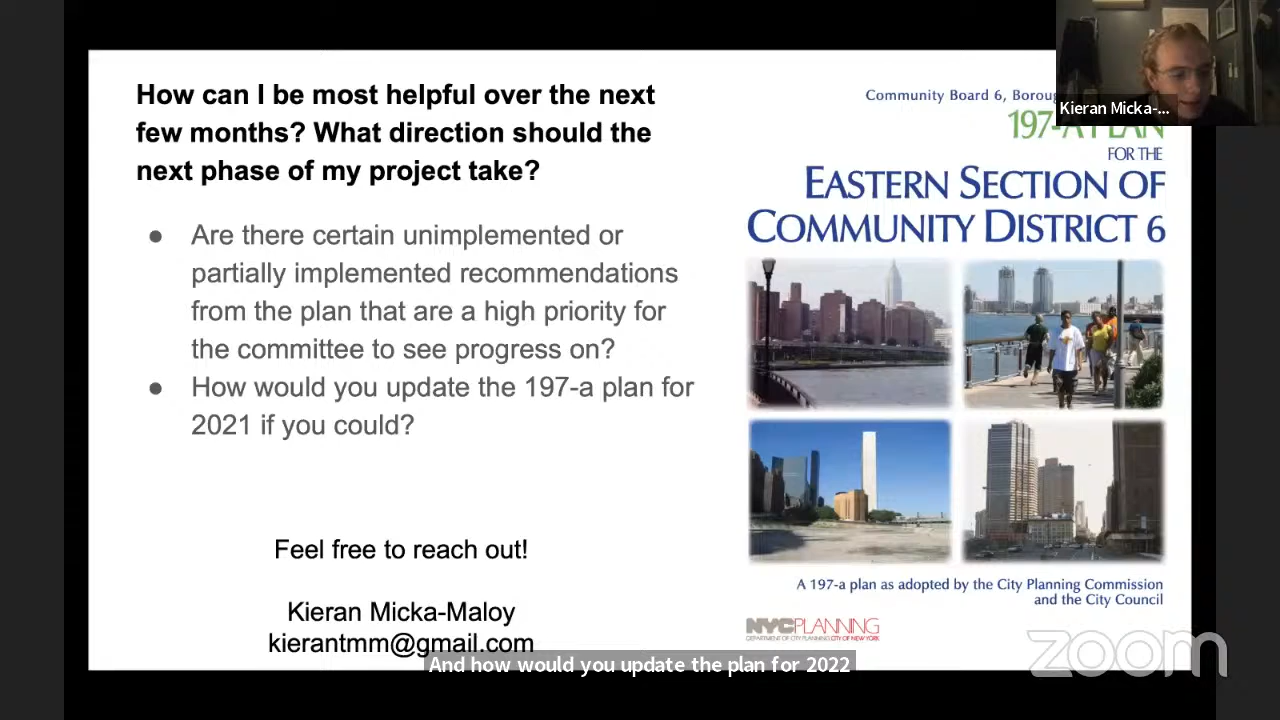 How can I be most helpful over the next
few months? What direction should the
next phase of my project take?
● Are there certain unimplemented or
partially implemented recommendations
from the plan that are a high priority for
the committee to see progress on?
● How would you update the 197-a plan for
2021 if you could?
Feel free to reach out!
Kieran Micka-Maloy
kierantmm@gmail.com
Community Board 6,
197-A PLAN
FOR THE
EASTERN SECTION OF
COMMUNITY DISTRICT 6
A 197-a plan as adopted by the City Planning Commission
and the City Council
NYCPLANNING
DEPARTMENT OF CITY PLANNING CITY OF NEW YORK
Kieran Micka-...
And how would you update the plan for 2022
zoom